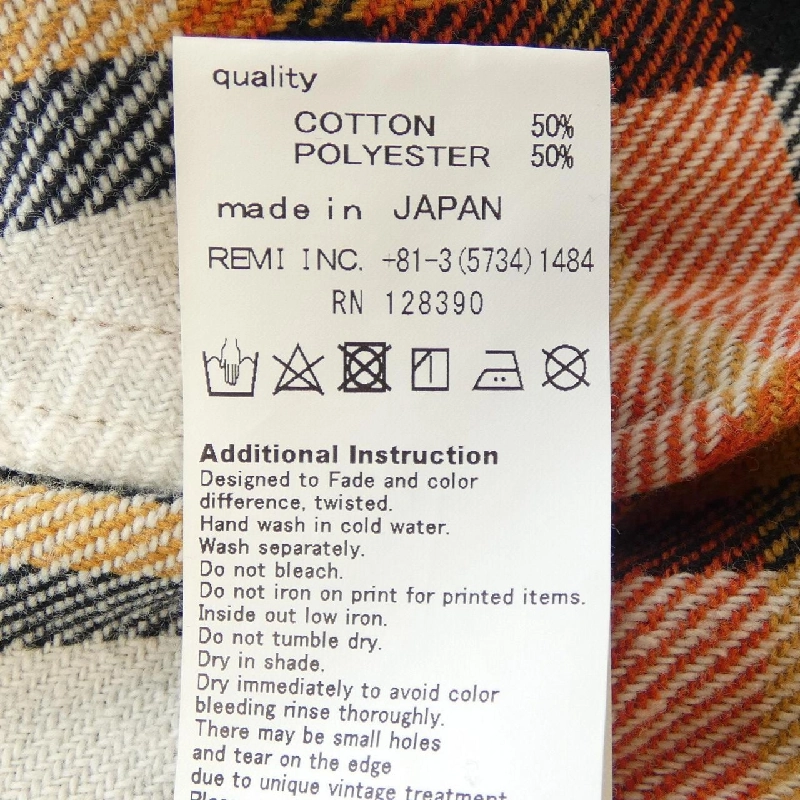 quality
COTTON 50%
POLYESTER 50%
made in JAPAN
REMI INC. +81-3(5734)1484
RN 128390
Additional Instruction
Designed to Fade and color
difference, twisted.
Hand wash in cold water.
Wash separately.
Do not bleach.
Do not iron on print for printed items.
Inside out low iron.
Do not tumble dry.
Dry in shade.
Dry immediately to avoid color
bleeding rinse thoroughly.
There may be small holes
and tear on the edge
due to unique vintage treatment